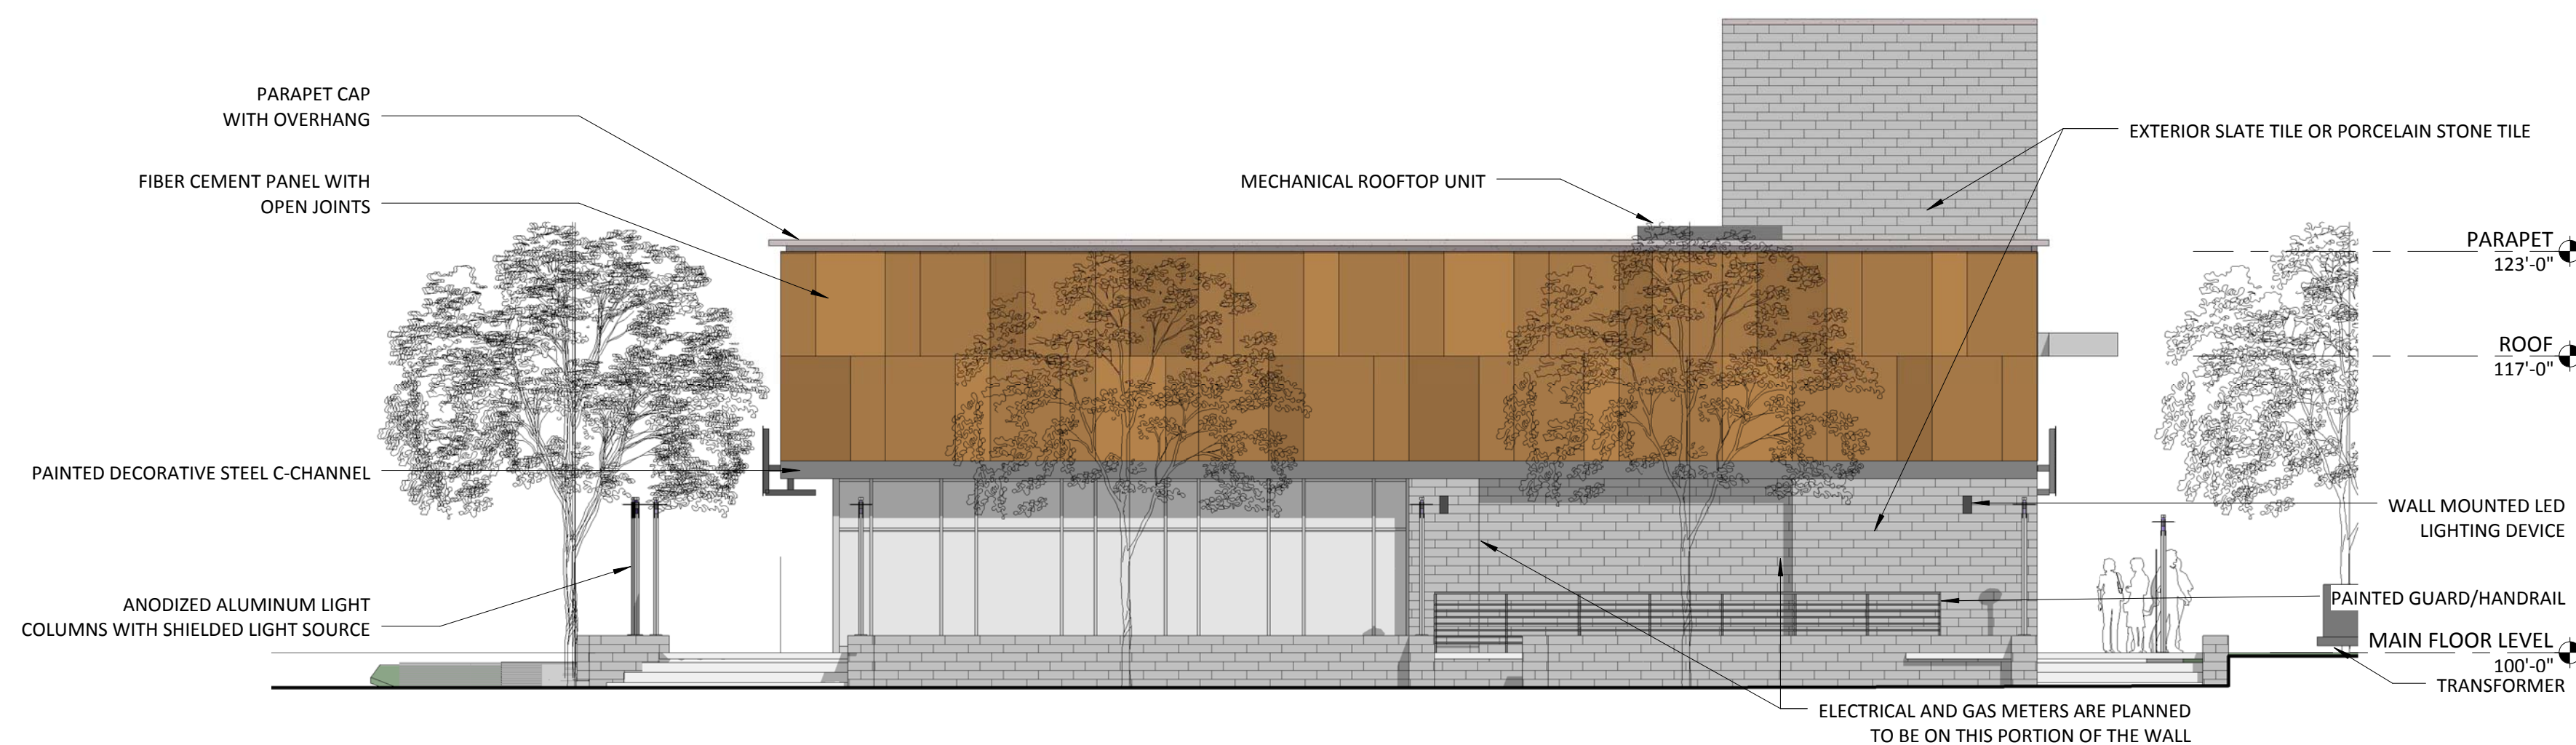 PARAPET CAP
WITH OVERHANG
FIBER CEMENT PANEL WITH
OPEN JOINTS
PAINTED DECORATIVE STEEL C-CHANNEL
ANODIZED ALUMINUM LIGHT
COLUMNS WITH SHIELDED LIGHT SOURCE
MECHANICAL ROOFTOP UNIT
EXTERIOR SLATE TILE OR PORCELAIN STONE TILE
PARAPET
123'-0"
ROOF
117'-0"
WALL MOUNTED LED
LIGHTING DEVICE
PAINTED GUARD/HANDRAIL
MAIN FLOOR LEVEL
100'-0"
TRANSFORMER
ELECTRICAL AND GAS METERS ARE PLANNED
TO BE ON THIS PORTION OF THE WALL